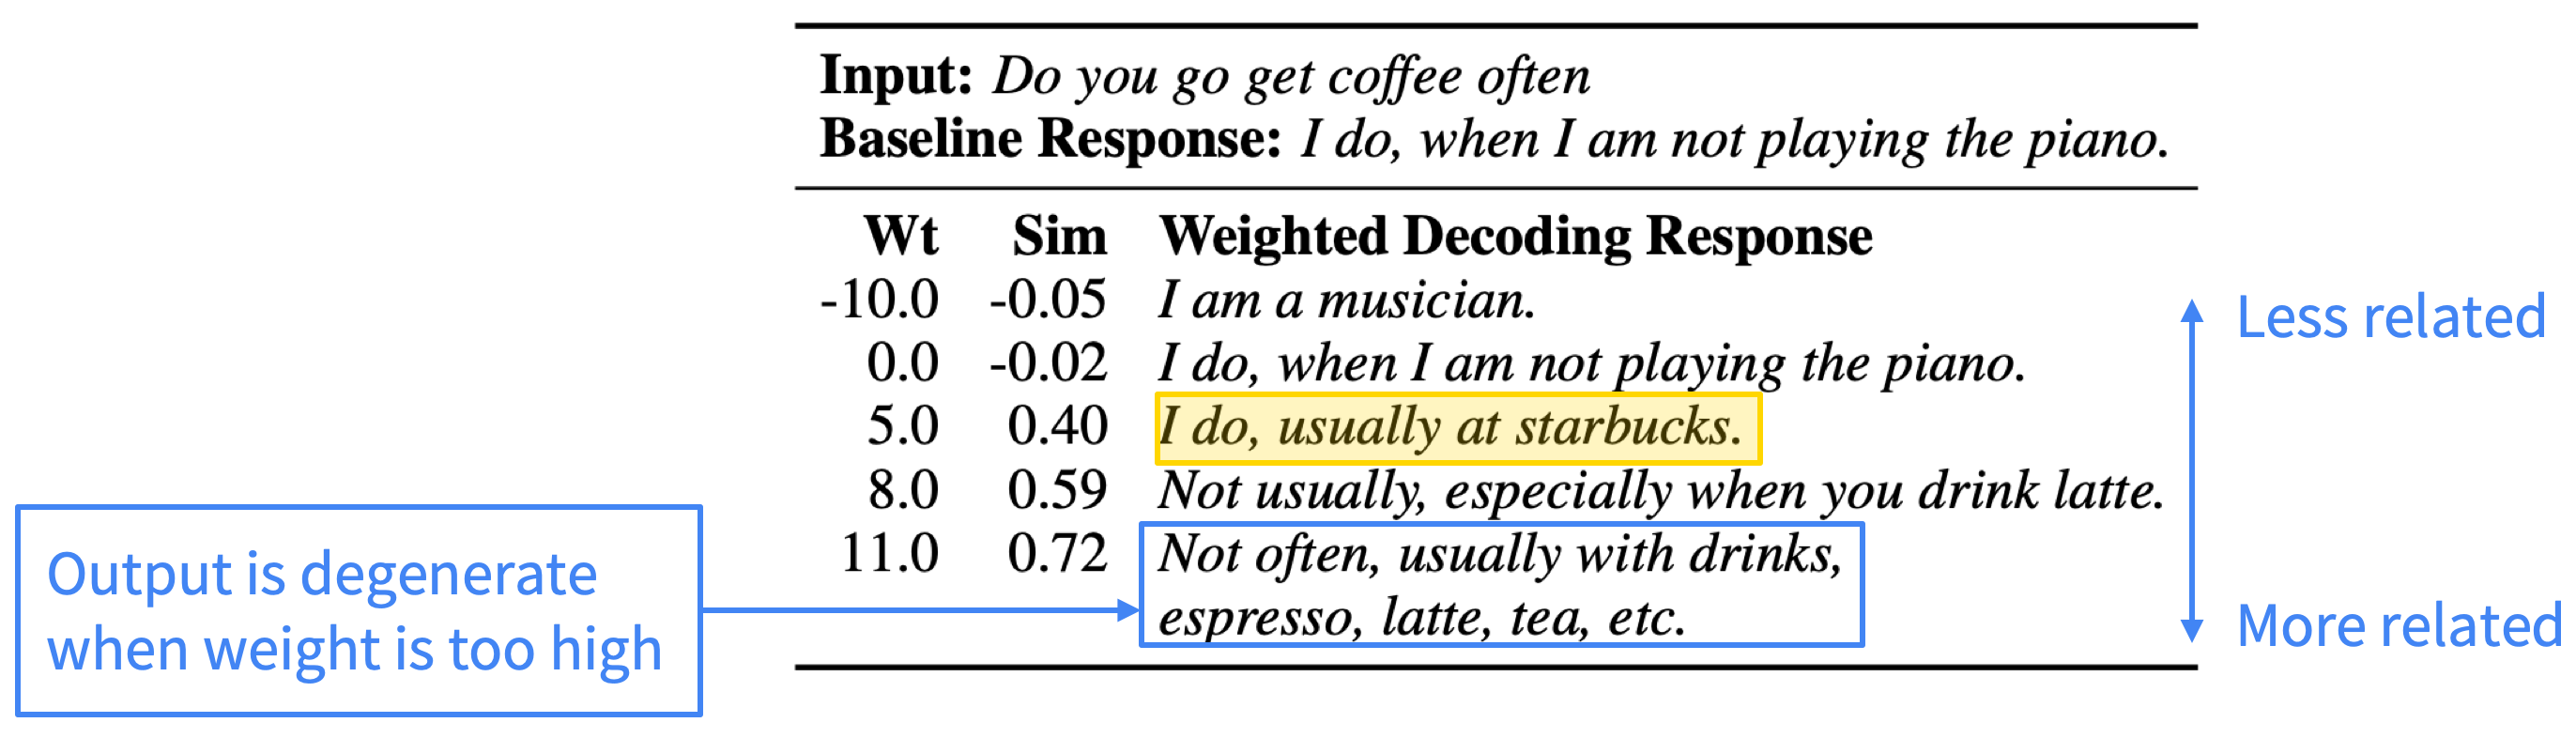 Input: Do you go get coffee often
Baseline Response: I do, when I am not playing the piano.
Wt Sim Weighted Decoding Response
-10.0 -0.05 I am a musician.
0.0 -0.02 I do, when I am not playing the piano.
5.0 0.40 I do, usually at starbucks.
8.0 0.59 Not usually, especially when you drink latte.
11.0 0.72 Not often, usually with drinks,
espresso, latte, tea, etc.
Less related
More related
Output is degenerate
when weight is too high